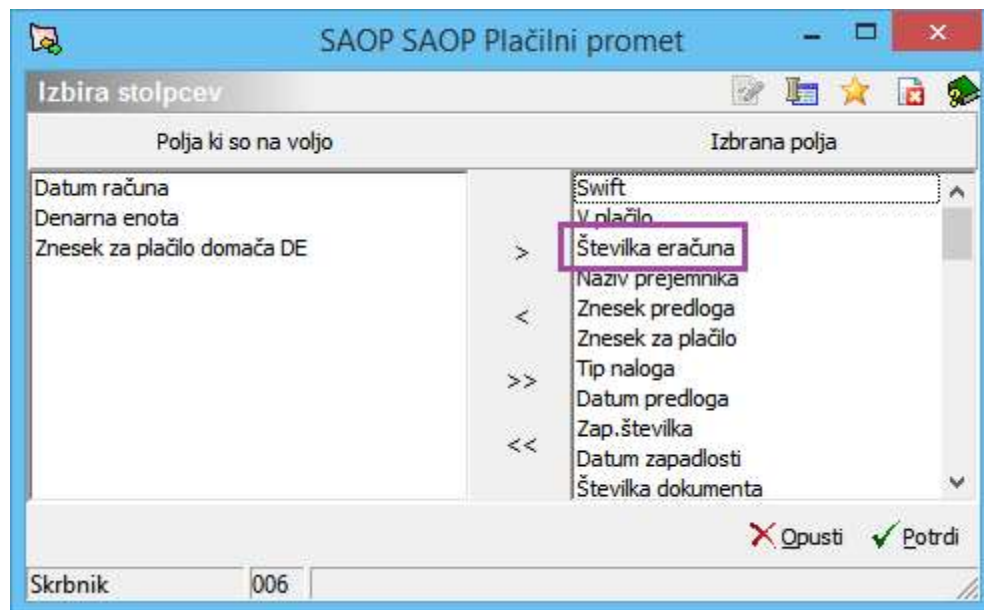 SAOP SAOP Plačilni promet
Izbira stolpcev
Polja ki so na voljo
Izbrana polja
Datum računa
Denarna enota
Znesek za plačilo domača DE
>
<
>>
<<
Swift
V plačilo
Številka eračuna
Naziv prejemnika
Znesek predloga
Znesek za plačilo
Tip naloga
Datum predloga
Zap.številka
Datum zapadlosti
Številka dokumenta
Opusti
Potrdi
Skrbnik
006